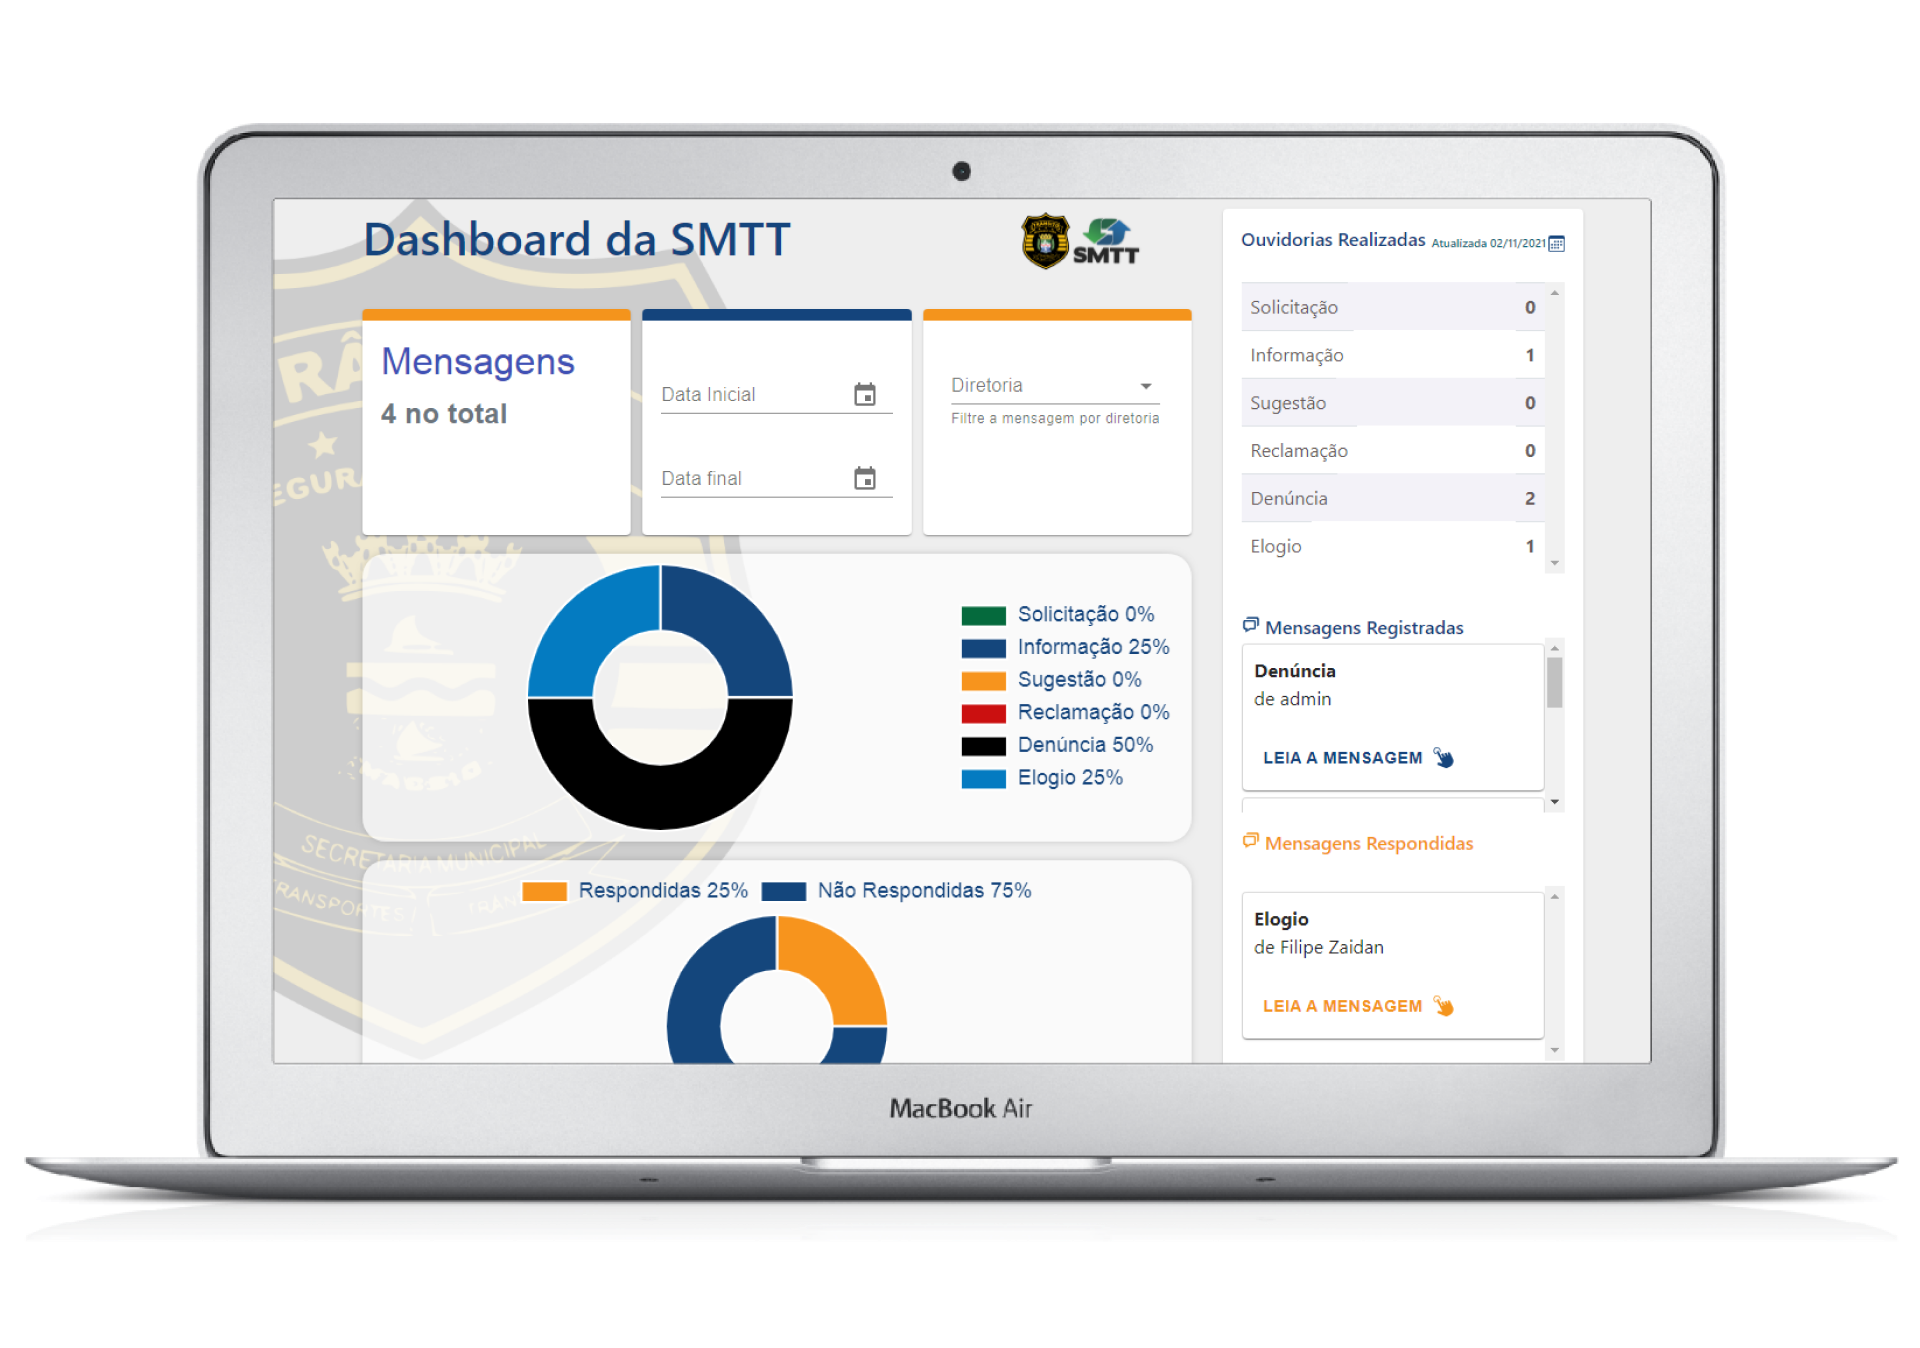 Dashboard da SMTT
SMTT
Mensagens
4 no total
Data Inicial
Data final
Diretoria
Filtre a mensagem por diretoria
Solicitação 0%
Informação 25%
Sugestão 0%
Reclamação 0%
Denúncia 50%
Elogio 25%
Respondidas 25%
Não Respondidas 75%
Ouvidorias Realizadas Atualizada 02/11/2021
Solicitação 0
Informação 1
Sugestão 0
Reclamação 0
Denúncia 2
Elogio 1
Mensagens Registradas
Denúncia
de admin
LEIA A MENSAGEM
Mensagens Respondidas
Elogio
de Filipe Zaidan
LEIA A MENSAGEM
SECRETARIA MUNICIPAL
MacBook Air